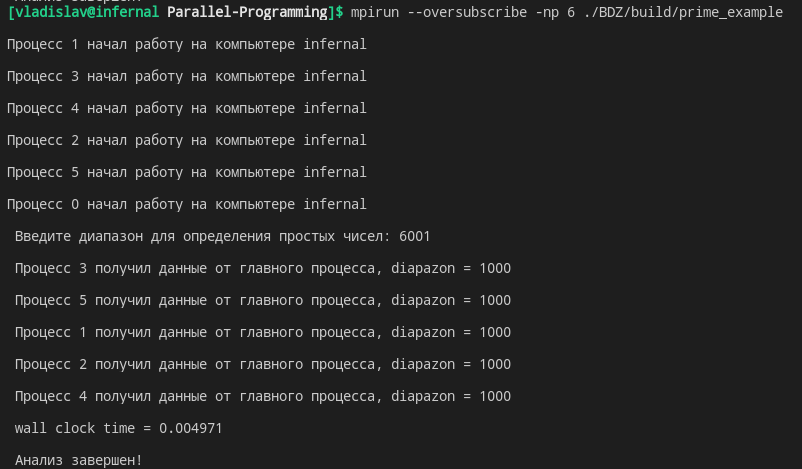 Анализ завершен!
[vladislav@infernal Parallel-Programming]$ mpirun --oversubscribe -np 6 ./BDZ/build/prime_example
Процесс 1 начал работу на компьютере infernal
Процесс 3 начал работу на компьютере infernal
Процесс 4 начал работу на компьютере infernal
Процесс 2 начал работу на компьютере infernal
Процесс 5 начал работу на компьютере infernal
Процесс 0 начал работу на компьютере infernal
Введите диапазон для определения простых чисел: 6001
Процесс 3 получил данные от главного процесса, diapazon = 1000
Процесс 5 получил данные от главного процесса, diapazon = 1000
Процесс 1 получил данные от главного процесса, diapazon = 1000
Процесс 2 получил данные от главного процесса, diapazon = 1000
Процесс 4 получил данные от главного процесса, diapazon = 1000
wall clock time = 0.004971
Анализ завершен!